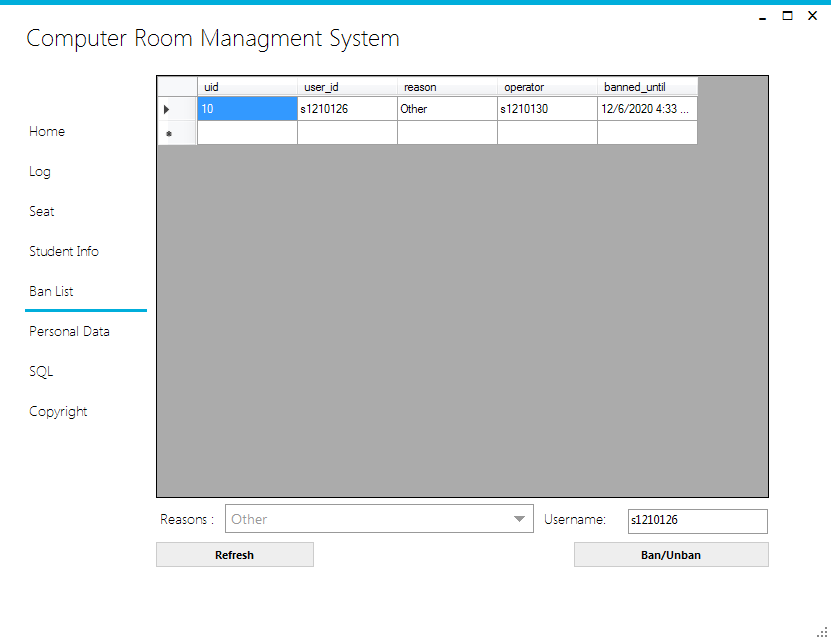 Computer Room Managment System
Home
Log
Seat
Student Info
Ban List
Personal Data
SQL
Copyright
uid user_id reason operator banned_until
10 s1210126 Other s1210130 12/6/2020 4:33 ...
Reasons : Other Username: s1210126
Refresh Ban/Unban